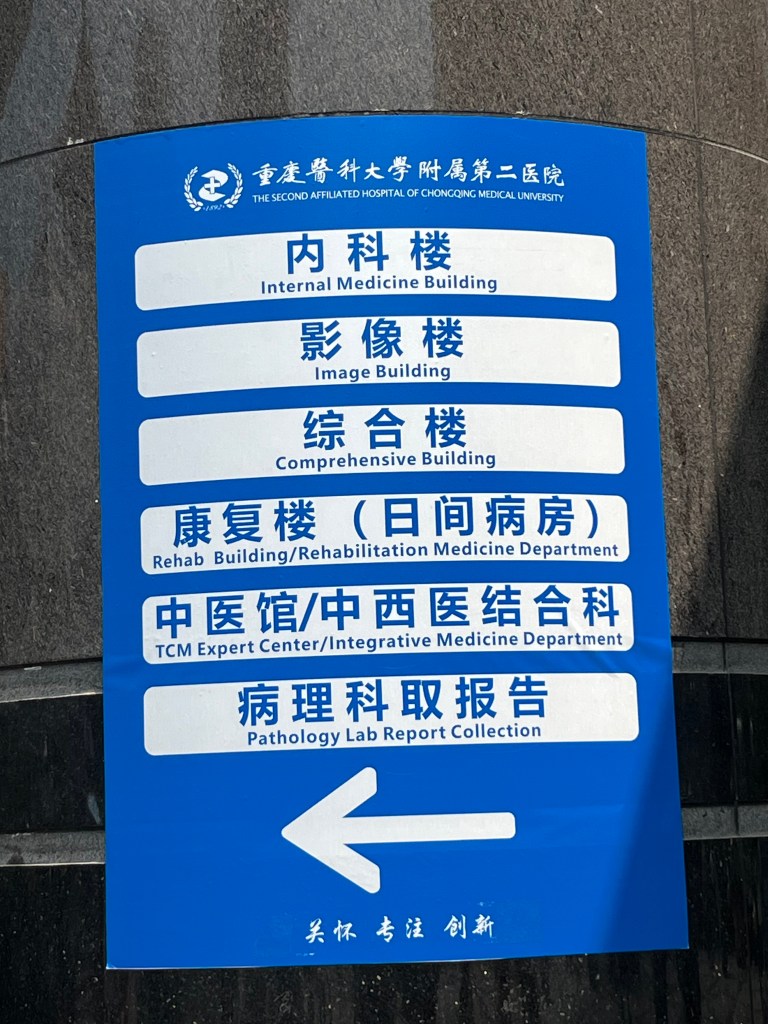 重庆醫科大學附属第二医院
THE SECOND AFFILIATED HOSPITAL OF CHONGQING MEDICAL UNIVERSITY
内科楼
Internal Medicine Building
影像楼
Image Building
综合楼
Comprehensive Building
康复楼（日间病房）
Rehab Building/Rehabilitation Medicine Department
中医馆/中西医结合科
TCM Expert Center/Integrative Medicine Department
病理科取报告
Pathology Lab Report Collection
关怀 专注 创新